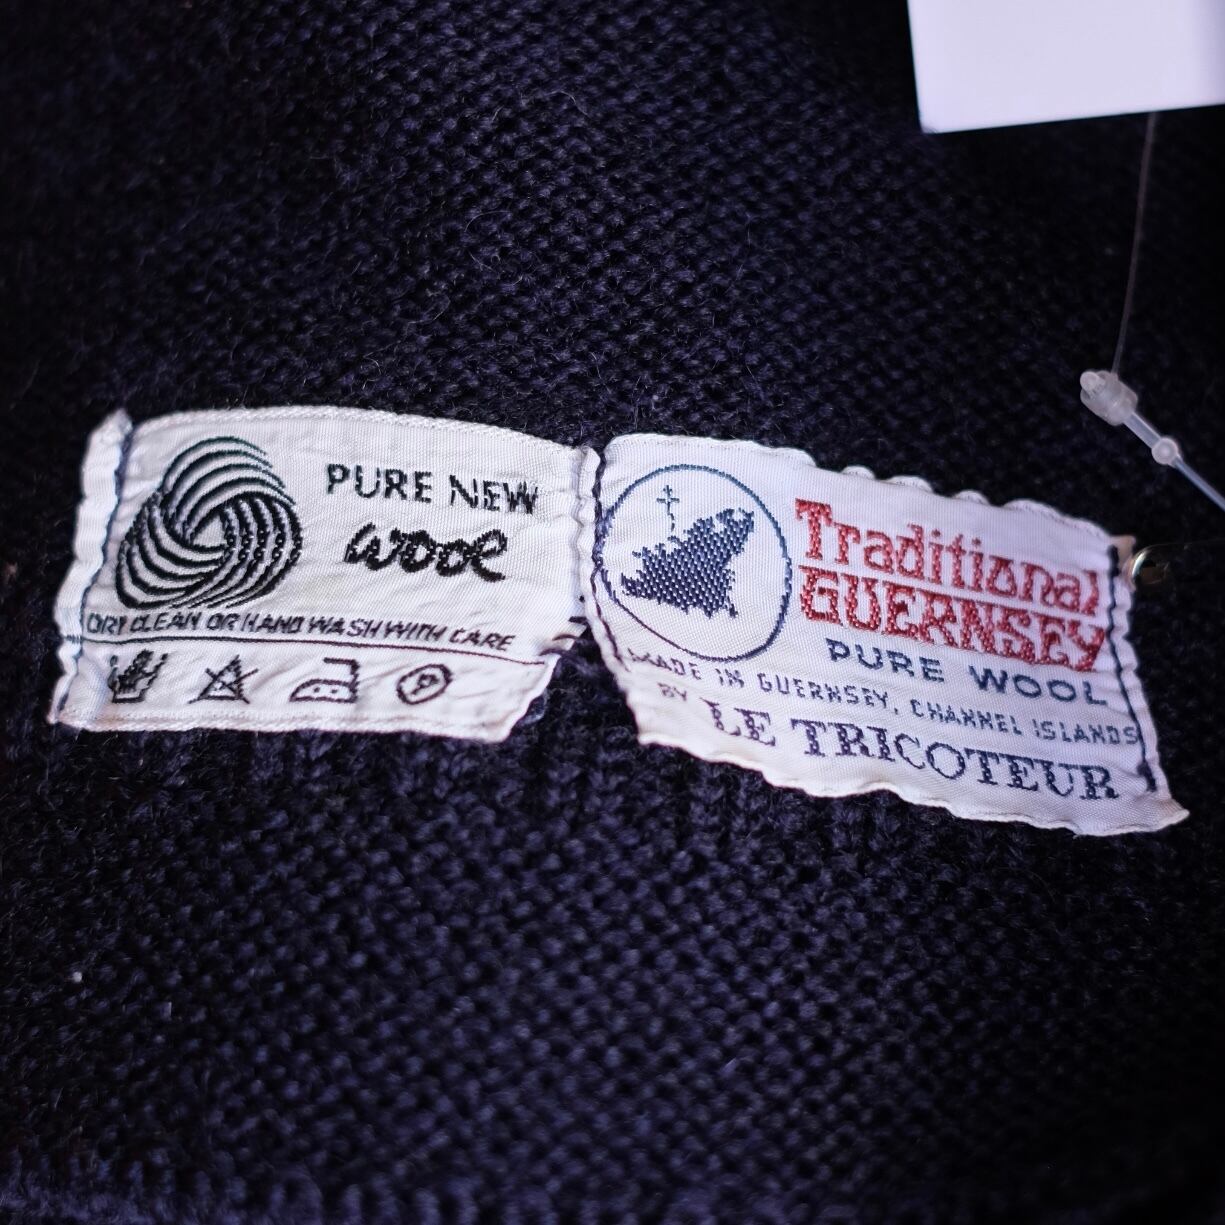 PURE NEW
wool
DRY CLEAN OR HAND WASH WITH CARE
P
Traditional
GUERNSEY
PURE WOOL
MADE IN GUERNSEY, CHANNEL ISLANDS
BY LE TRICOTEUR